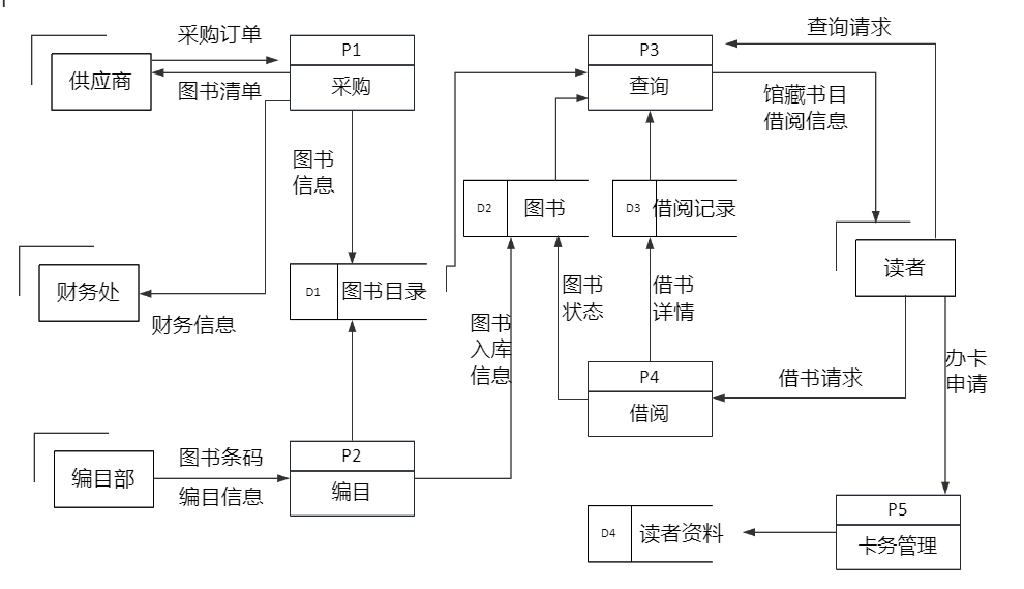 采购订单
P1
供应商
图书清单
采购
P3
查询
查询请求
馆藏书目
借阅信息
图书
信息
D2
图书
D3
借阅记录
读者
财务处
财务信息
D1
图书目录
图书
状态
借书
详情
图书
入库
信息
P4
借阅
借书请求
办卡
申请
编目部
图书条码
编目信息
P2
编目
D4
读者资料
P5
卡务管理